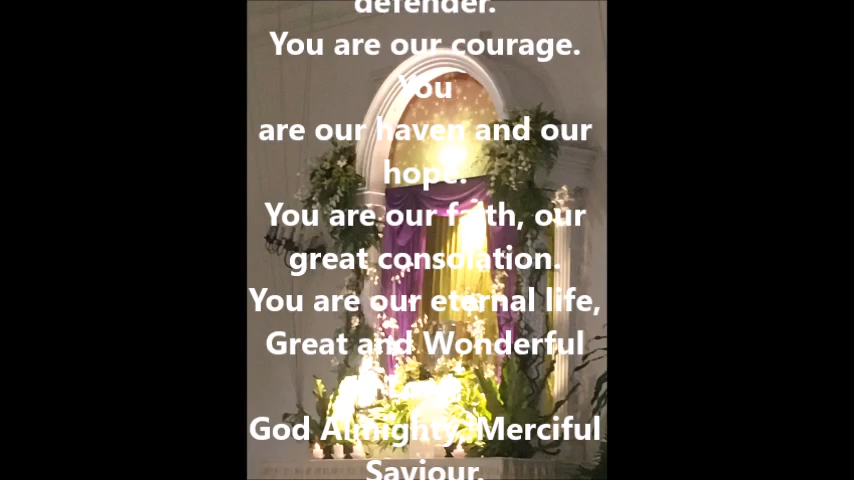 defender.
You are our courage.
You
are our haven and our
hope.
You are our faith, our
great consolation.
You are our eternal life,
Great and Wonderful
Lord,
God Almighty, Merciful
Saviour.